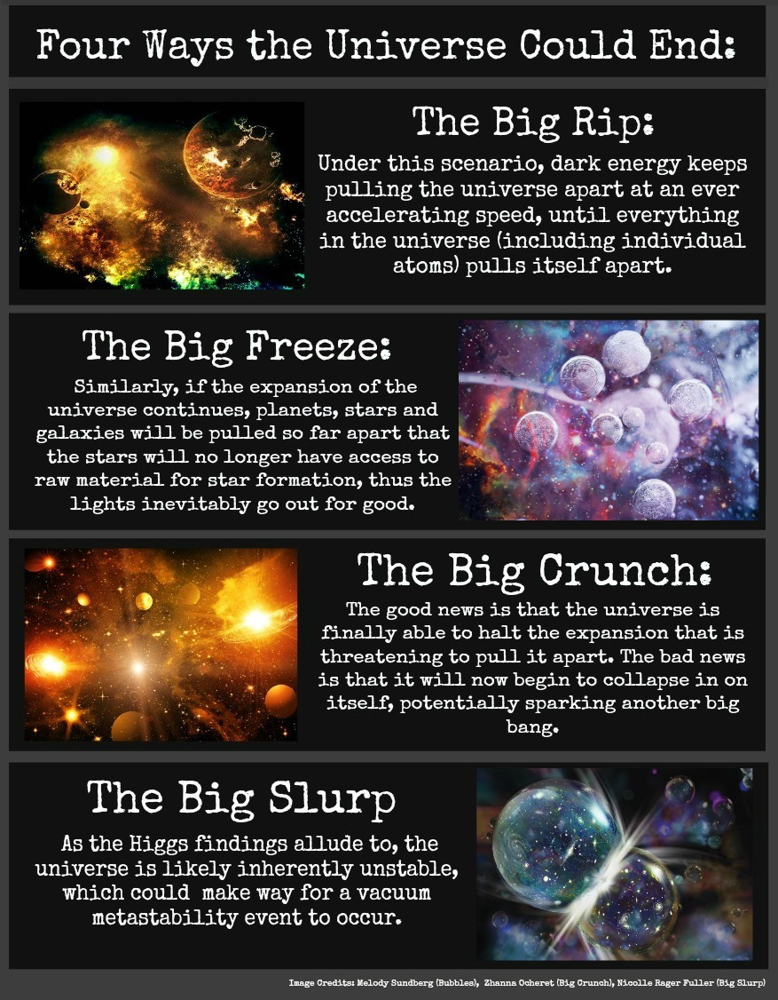 Four Ways the Universe Could End:
The Big Rip:
Under this scenario, dark energy keeps
pulling the universe apart at an ever
accelerating speed, until everything
in the universe (including individual
atoms) pulls itself apart.
The Big Freeze:
Similarly, if the expansion of the
universe continues, planets, stars and
galaxies will be pulled so far apart that
the stars will no longer have access to
raw material for star formation, thus the
lights inevitably go out for good.
The Big Crunch:
The good news is that the universe is
finally able to halt the expansion that is
threatening to pull it apart. The bad news
is that it will now begin to collapse in on
itself, potentially sparking another big
bang.
The Big Slurp
As the Higgs findings allude to, the
universe is likely inherently unstable,
which could make way for a vacuum
metastability event to occur.
Image Credits: Melody Sundberg (Bubbles), Zhanna Ocheret (Big Crunch), Nicolle Rager Fuller (Big Slurp)